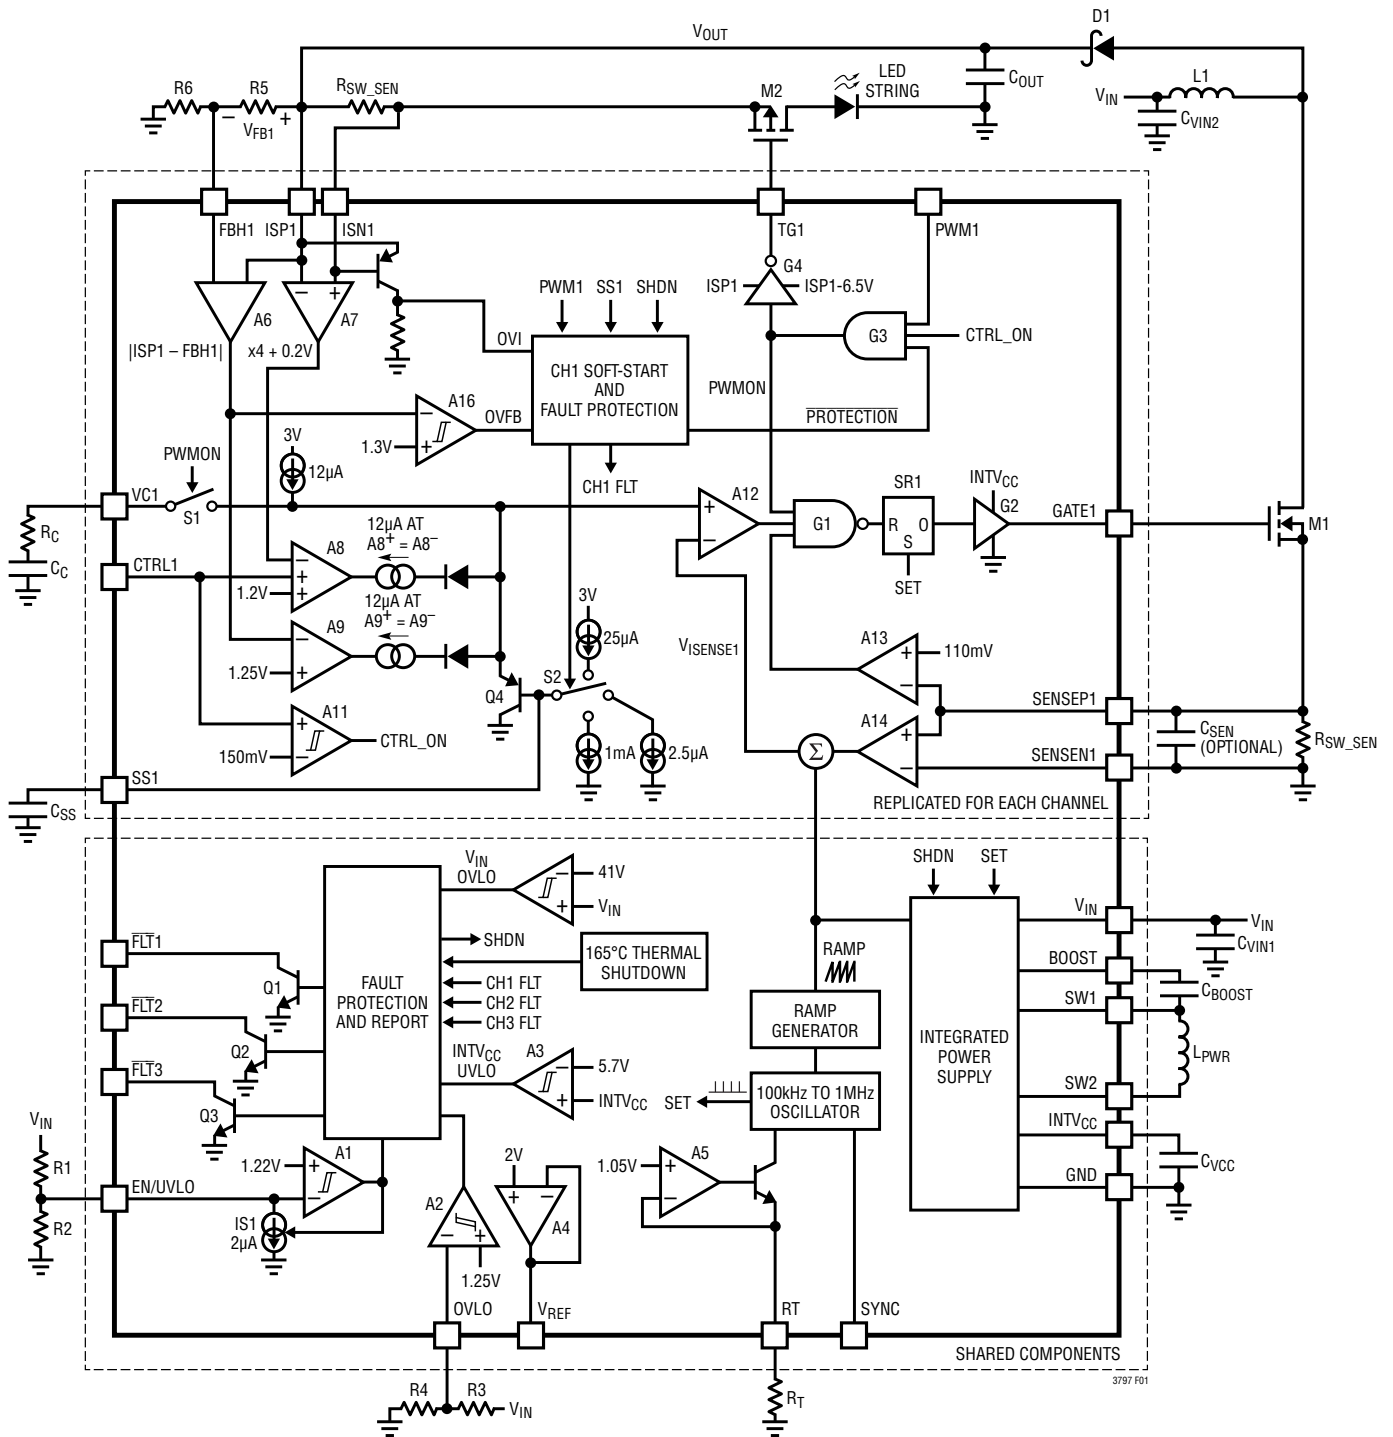 D1
VOUT
R6
R5
RSW_SEN
M2
LED
STRING
COUT
L1
VIN
CVIN2
− VFB1 +
FBH1
ISP1
ISN1
TG1
PWM1
ISP1
G4
ISP1-6.5V
− +
A6
A7
PWM1
SS1
SHDN
G3
CTRL_ON
|ISP1 – FBH1|
x4 + 0.2V
OVI
CH1 SOFT-START
AND
FAULT PROTECTION
PWMON
PROTECTION
A16
−
+
OVFB
1.3V
CH1 FLT
3V
12µA
PWMON
VC1
S1
RC
CC
A12
+
−
G1
SR1
R O
S
SET
INTVCC
G2
GATE1
M1
CTRL1
12µA AT
A8+ = A8−
A8
−
+
+
1.2V
12µA AT
A9+ = A9−
A9
−
+
1.25V
3V
25µA
S2
Q4
1mA
2.5µA
VISENSE1
A13
+
−
110mV
A14
+
−
Σ
SENSEP1
SENSEN1
CSEN
(OPTIONAL)
RSW_SEN
A11
+
−
150mV
CTRL_ON
SS1
CSS
REPLICATED FOR EACH CHANNEL
VIN
OVLO
−
+
41V
VIN
SHDN
SET
FLT1
Q1
FLT2
Q2
FLT3
Q3
FAULT
PROTECTION
AND REPORT
SHDN
165°C THERMAL
SHUTDOWN
CH1 FLT
CH2 FLT
CH3 FLT
INTVCC
UVLO
A3
−
+
5.7V
INTVCC
RAMP
RAMP
GENERATOR
100kHz TO 1MHz
OSCILLATOR
SET
INTEGRATED
POWER
SUPPLY
VIN
VIN
CVIN1
BOOST
CBOOST
SW1
LPWR
SW2
INTVCC
CVCC
GND
VIN
R1
R2
EN/UVLO
1.22V
A1
+
−
IS1
2µA
A2
− +
1.25V
2V
+ −
A4
1.05V
A5
+
−
OVLO
VREF
RT
SYNC
SHARED COMPONENTS
3797 F01
R4
R3
VIN
RT